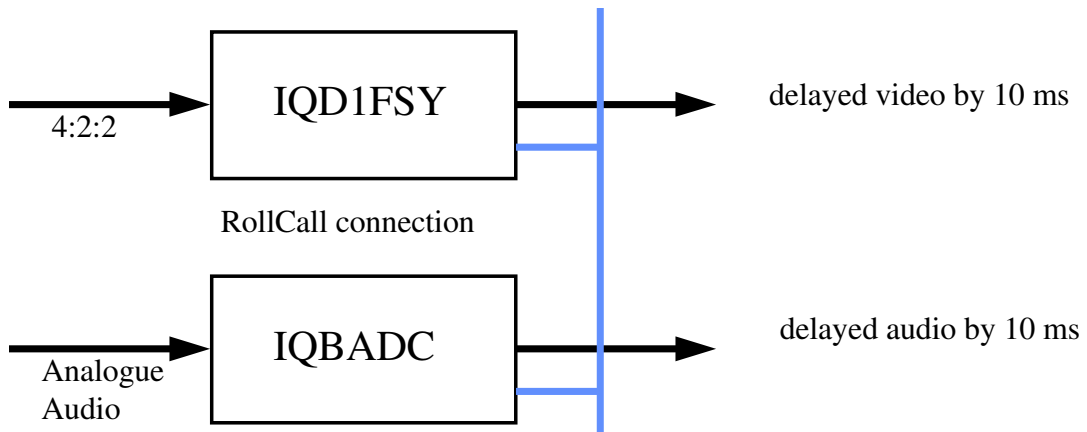 IQD1FSY
delayed video by 10 ms
4:2:2
RollCall connection
IQBADC
delayed audio by 10 ms
Analogue
Audio